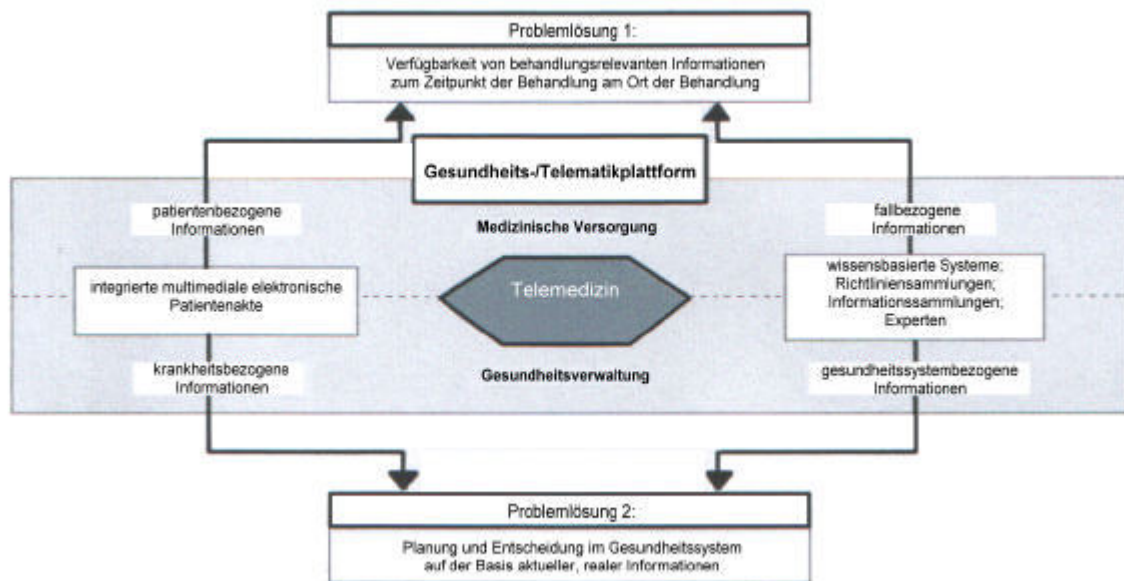 Problemlösung 1:
Verfügbarkeit von behandlungsrelevanten Informationen
zum Zeitpunkt der Behandlung am Ort der Behandlung
Gesundheits-/Telematikplattform
patientenbezogene
Informationen
Medizinische Versorgung
fallbezogene
Informationen
integrierte multimediale elektronische
Patientenakte
Telemedizin
wissensbasierte Systeme;
Richtliniensammlungen;
Informationssammlungen;
Experten
krankheitsbezogene
Informationen
Gesundheitsverwaltung
gesundheitssystembezogene
Informationen
Problemlösung 2:
Planung und Entscheidung im Gesundheitssystem
auf der Basis aktueller, realer Informationen